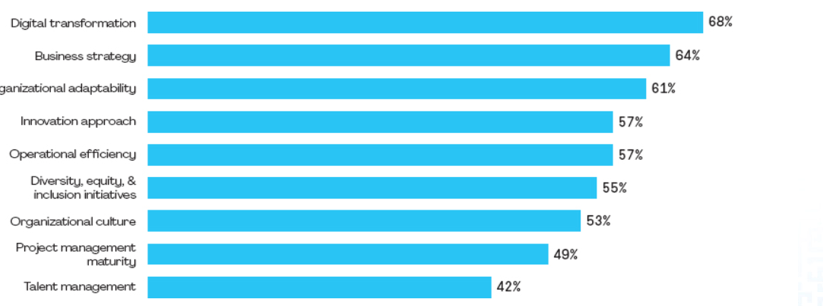 Digital transformation 68%
Business strategy 64%
ganizational adaptability 61%
Innovation approach 57%
Operational efficiency 57%
Diversity, equity, &
inclusion initiatives 55%
Organizational culture 53%
Project management
maturity 49%
Talent management 42%